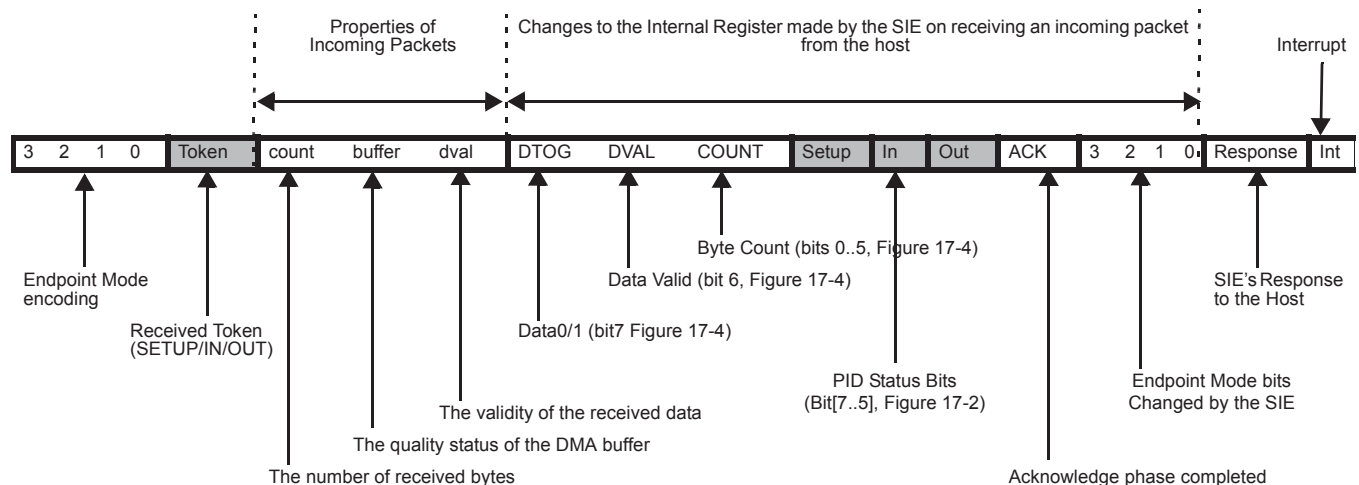 Properties of
Incoming Packets
Changes to the Internal Register made by the SIE on receiving an incoming packet
from the host
Interrupt
3 2 1 0 Token count buffer dval DTOG DVAL COUNT Setup In Out ACK 3 2 1 0 Response Int
Byte Count (bits 0..5, Figure 17-4)
Endpoint Mode
encoding
Data Valid (bit 6, Figure 17-4)
SIE's Response
to the Host
Received Token
(SETUP/IN/OUT)
Data0/1 (bit7 Figure 17-4)
PID Status Bits
(Bit[7..5], Figure 17-2)
Endpoint Mode bits
Changed by the SIE
The validity of the received data
The quality status of the DMA buffer
The number of received bytes
Acknowledge phase completed